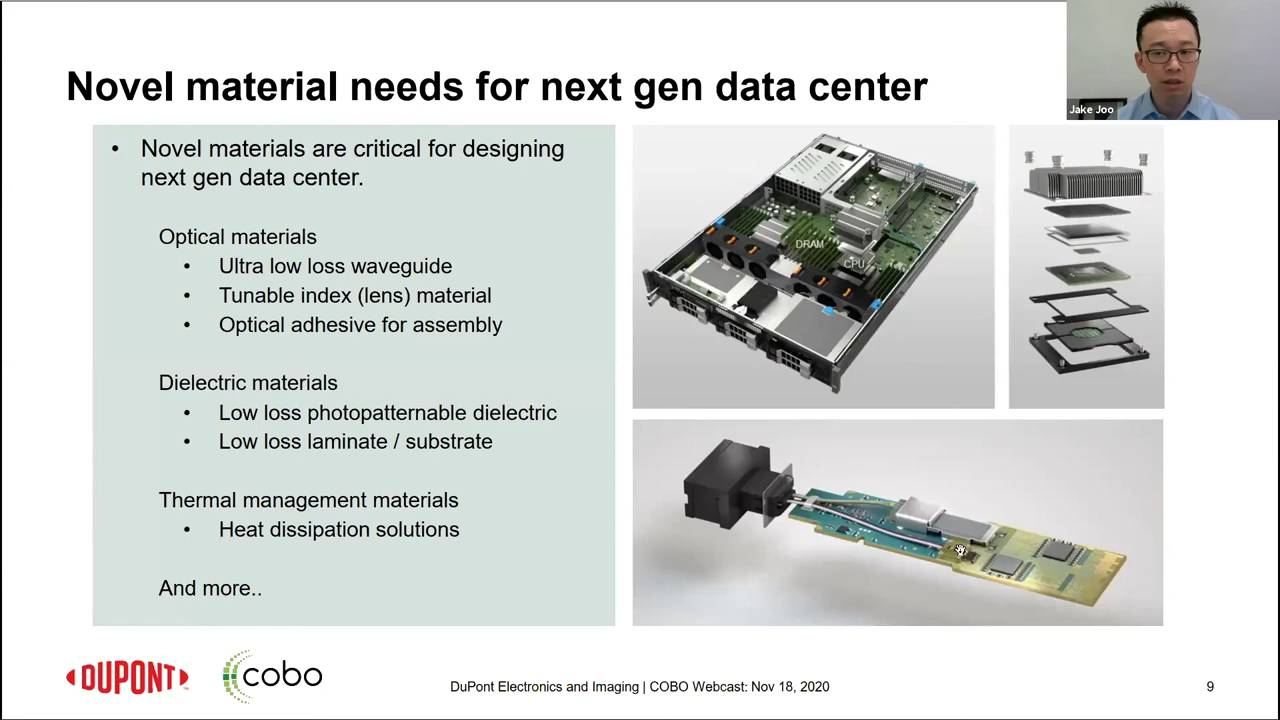 Novel material needs for next gen data center
Jake Joo
• Novel materials are critical for designing
next gen data center.
Optical materials
• Ultra low loss waveguide
• Tunable index (lens) material
• Optical adhesive for assembly
Dielectric materials
• Low loss photopatternable dielectric
• Low loss laminate / substrate
Thermal management materials
• Heat dissipation solutions
And more..
DRAM
CPU
DUPONT
cobo
DuPont Electronics and Imaging | COBO Webcast: Nov 18, 2020
9